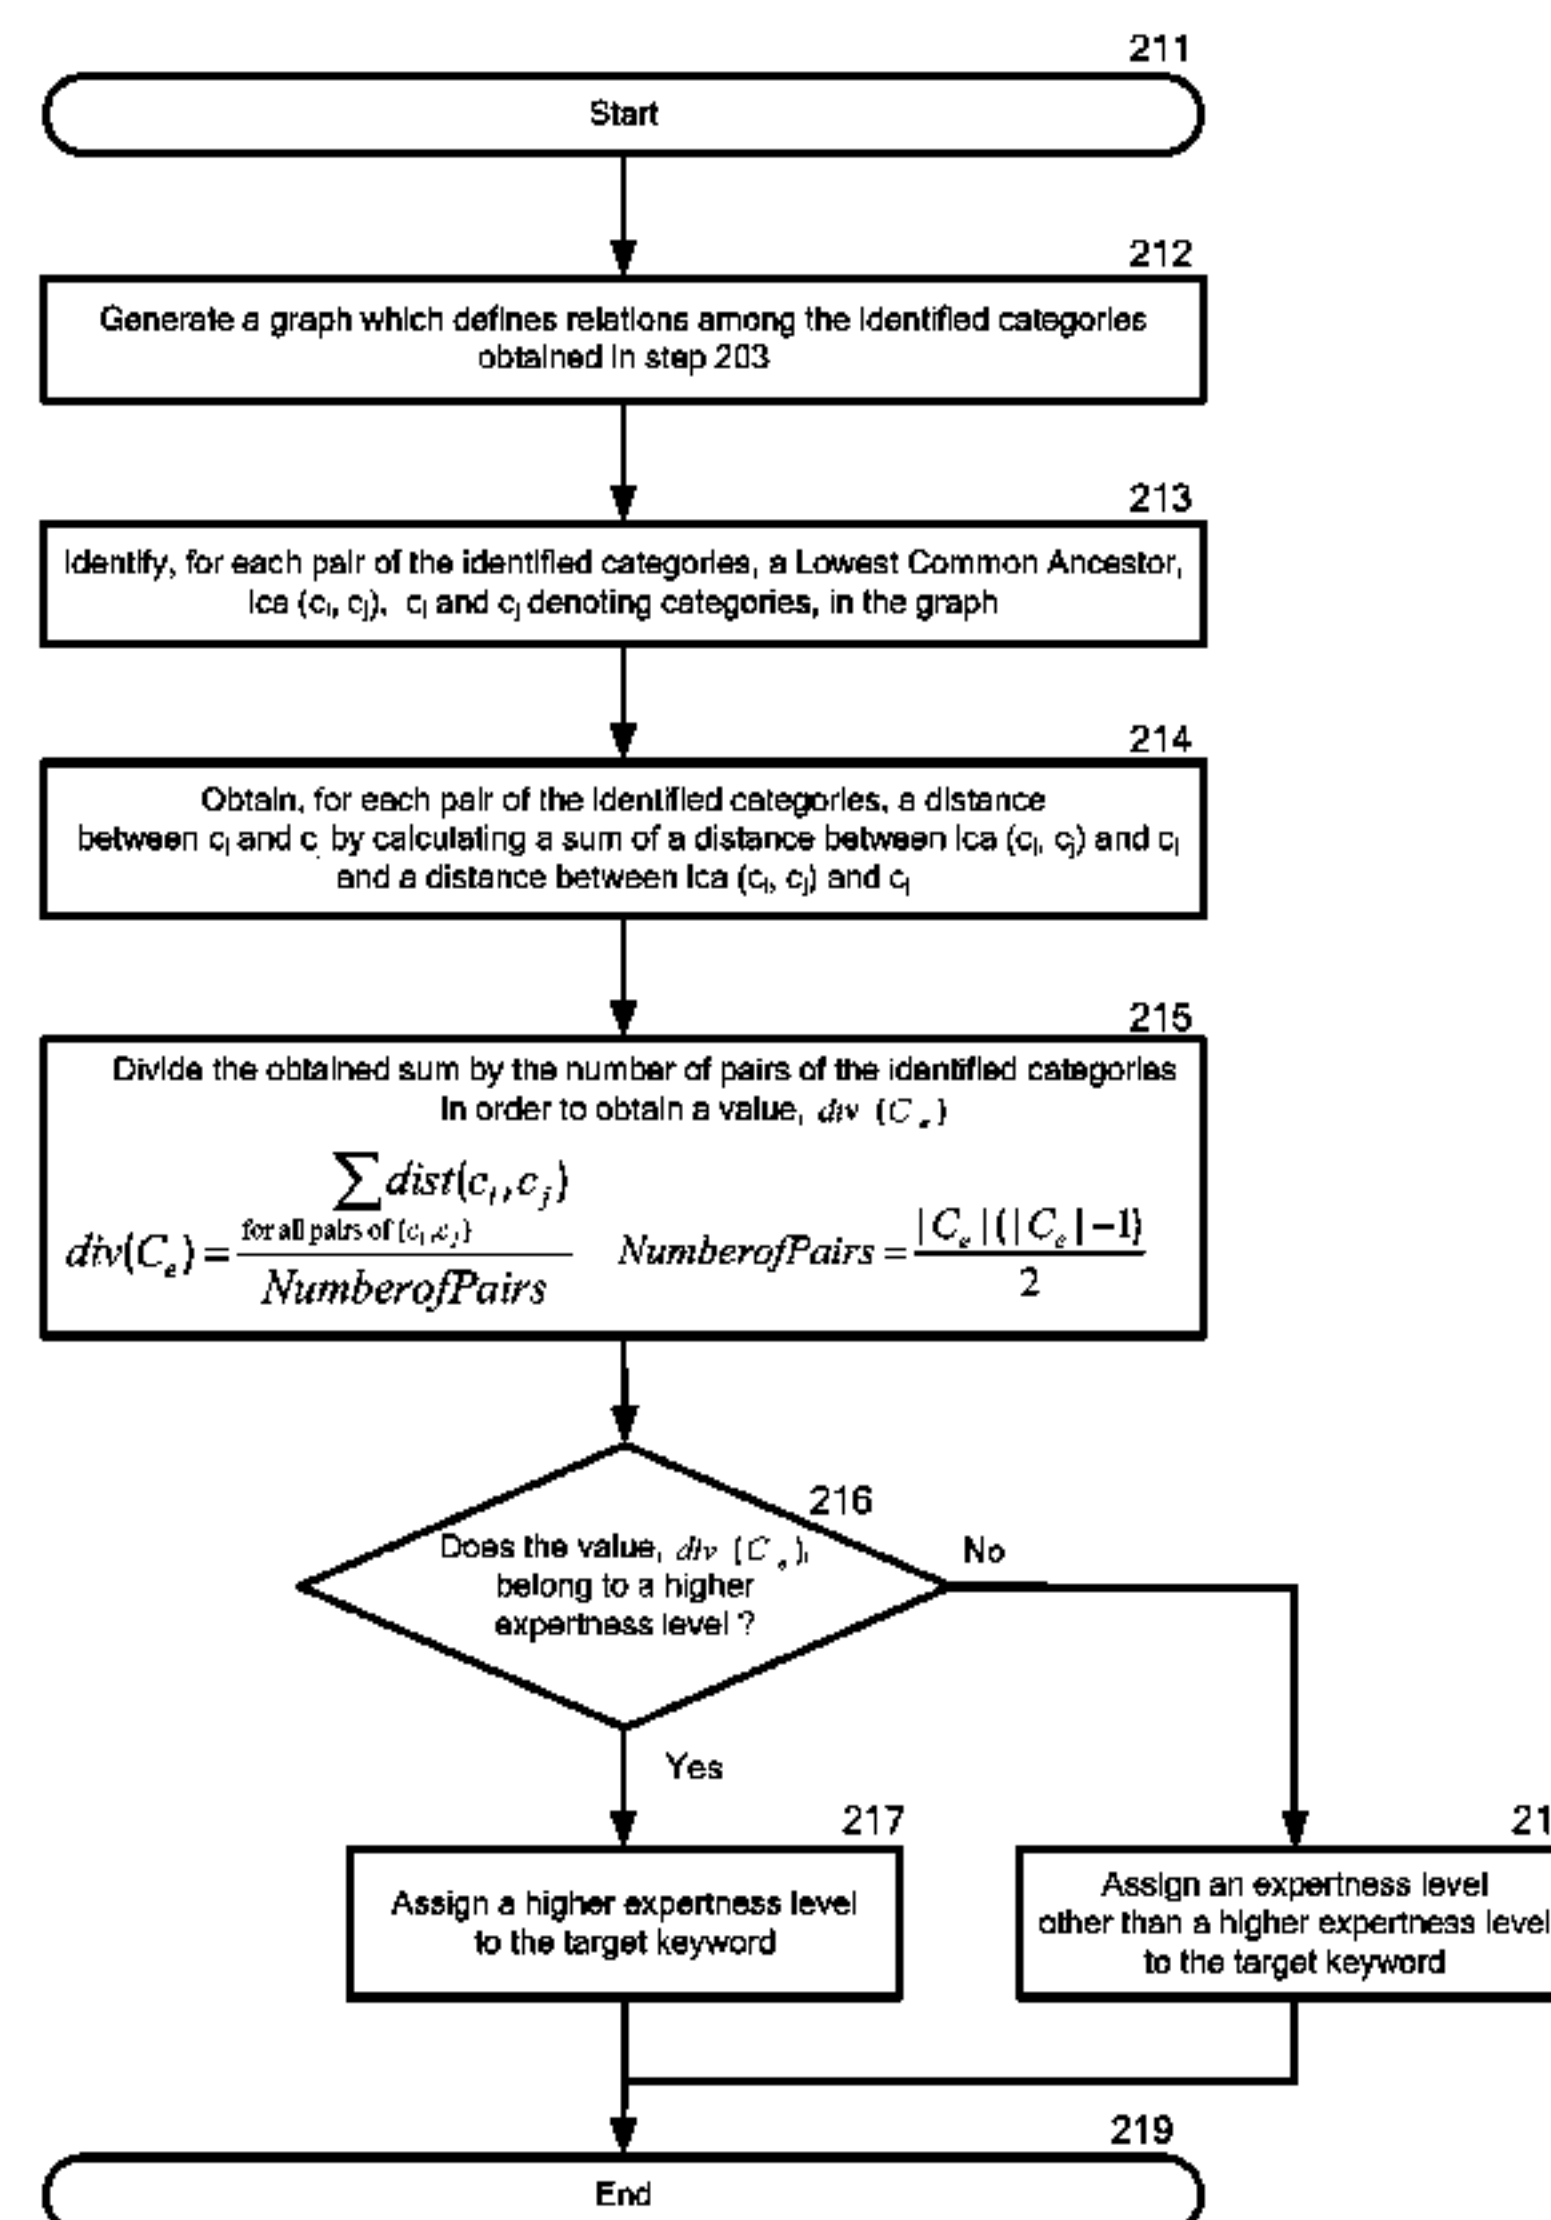 211
Start
212
Generate a graph which defines relations among the identified categories
obtained in step 203
213
Identify, for each pair of the identified categories, a Lowest Common Ancestor,
lca (cᵢ, cⱼ), cᵢ and cⱼ denoting categories, in the graph
214
Obtain, for each pair of the identified categories, a distance
between cᵢ and c by calculating a sum of a distance between lca (cᵢ, cⱼ) and cᵢ
and a distance between lca (cᵢ, cⱼ) and cⱼ
215
Divide the obtained sum by the number of pairs of the identified categories
in order to obtain a value, div (Cₑ)
∑dist(cᵢ,cⱼ)
for all pairs of {cᵢ,cⱼ}
div(Cₑ)=
NumberofPairs
NumberofPairs=
|Cₑ|(|Cₑ|−1)
2
216
Does the value, div (Cₑ),
belong to a higher
expertness level ?
No
Yes
217
Assign a higher expertness level
to the target keyword
21
Assign an expertness level
other than a higher expertness level
to the target keyword
219
End